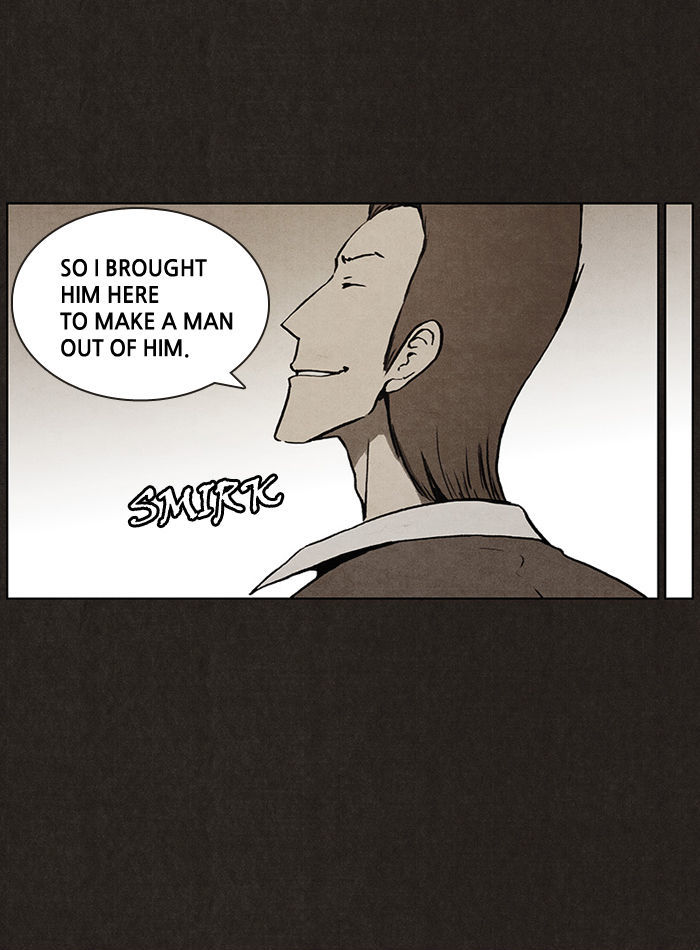 SO I BROUGHT
HIM HERE
TO MAKE A MAN
OUT OF HIM.
SMIRK